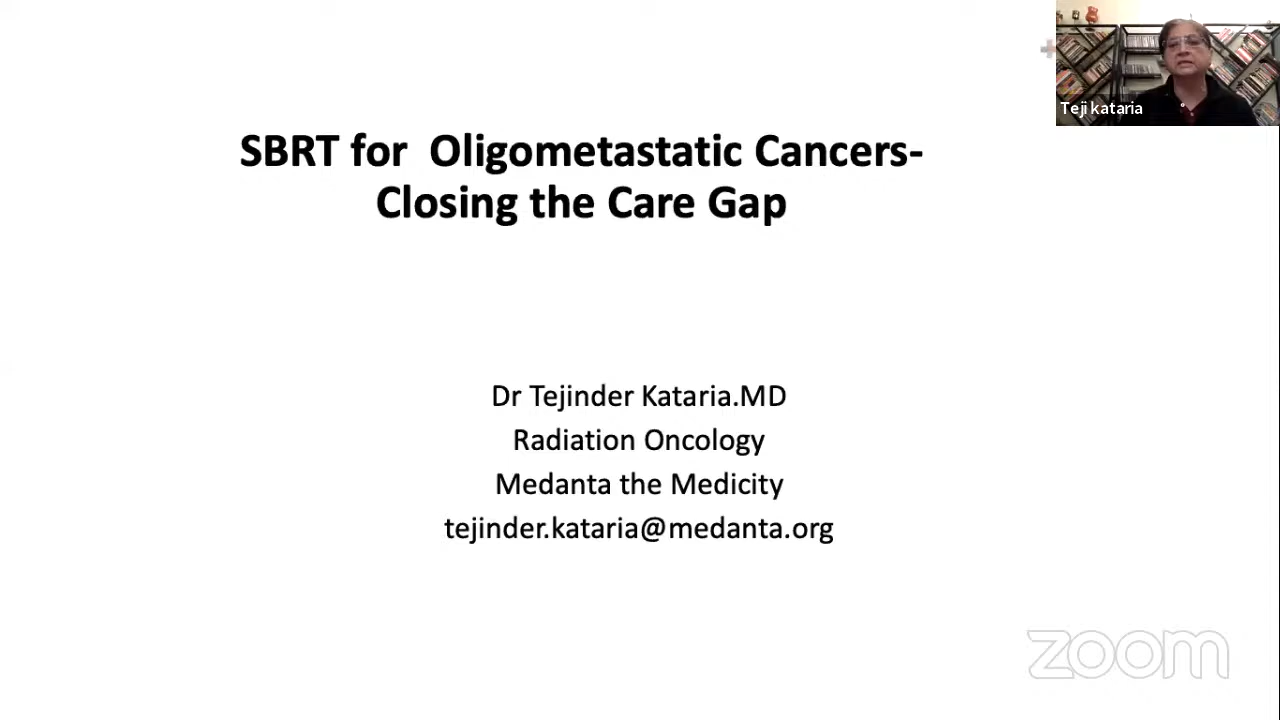 Teji kataria
SBRT for Oligometastatic Cancers-
Closing the Care Gap
Dr Tejinder Kataria.MD
Radiation Oncology
Medanta the Medicity
tejinder.kataria@medanta.org
zoom